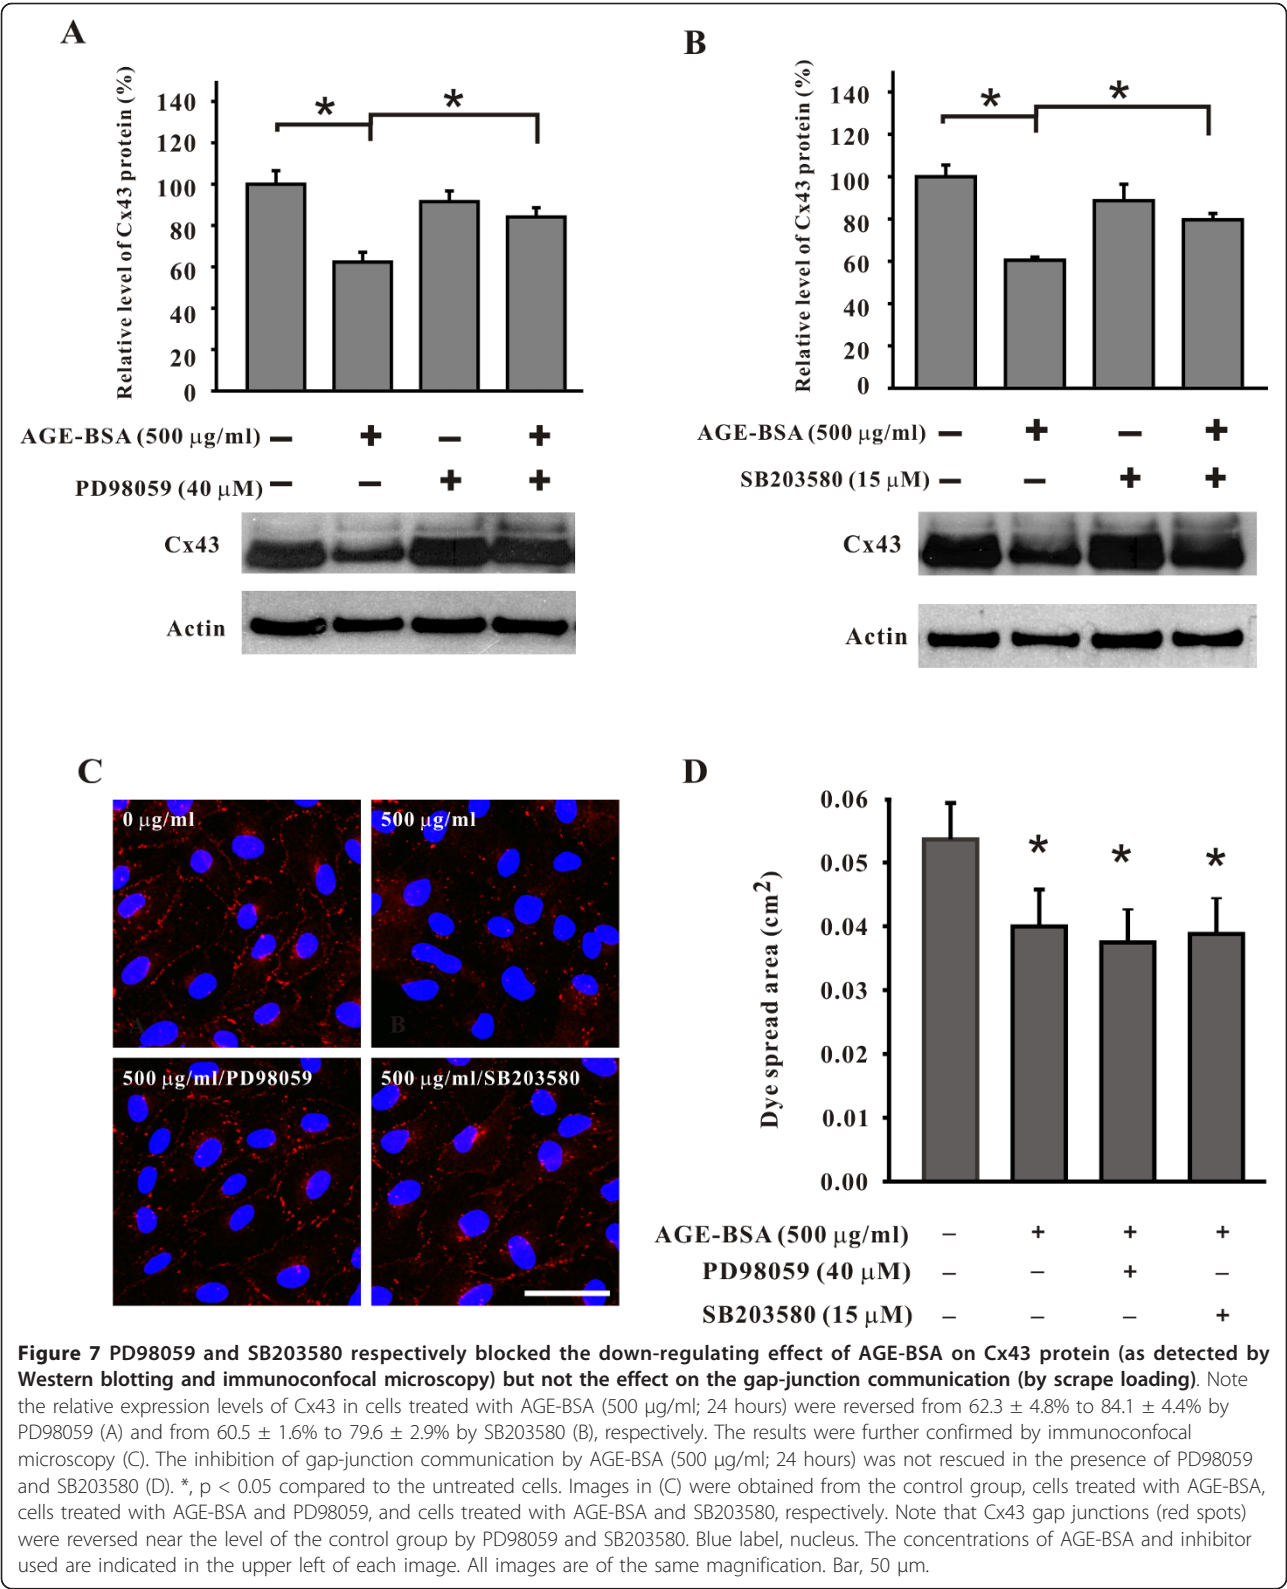 A
Relative level of Cx43 protein (%)
140
120
100
80
60
40
20
0
*
*
AGE-BSA (500 μg/ml) – + – +
PD98059 (40 μM) – – + +
Cx43
Actin
B
Relative level of Cx43 protein (%)
140
120
100
80
60
40
20
0
*
*
AGE-BSA (500 μg/ml) – + – +
SB203580 (15 μM) – – + +
Cx43
Actin
C
0 μg/ml
500 μg/ml
A
B
500 μg/ml/PD98059
500 μg/ml/SB203580
D
Dye spread area (cm²)
0.06
0.05
0.04
0.03
0.02
0.01
0.00
* * *
AGE-BSA (500 μg/ml) – + + +
PD98059 (40 μM) – – + –
SB203580 (15 μM) – – – +
Figure 7 PD98059 and SB203580 respectively blocked the down-regulating effect of AGE-BSA on Cx43 protein (as detected by
Western blotting and immunoconfocal microscopy) but not the effect on the gap-junction communication (by scrape loading). Note
the relative expression levels of Cx43 in cells treated with AGE-BSA (500 μg/ml; 24 hours) were reversed from 62.3 ± 4.8% to 84.1 ± 4.4% by
PD98059 (A) and from 60.5 ± 1.6% to 79.6 ± 2.9% by SB203580 (B), respectively. The results were further confirmed by immunoconfocal
microscopy (C). The inhibition of gap-junction communication by AGE-BSA (500 μg/ml; 24 hours) was not rescued in the presence of PD98059
and SB203580 (D). *, p < 0.05 compared to the untreated cells. Images in (C) were obtained from the control group, cells treated with AGE-BSA,
cells treated with AGE-BSA and PD98059, and cells treated with AGE-BSA and SB203580, respectively. Note that Cx43 gap junctions (red spots)
were reversed near the level of the control group by PD98059 and SB203580. Blue label, nucleus. The concentrations of AGE-BSA and inhibitor
used are indicated in the upper left of each image. All images are of the same magnification. Bar, 50 μm.